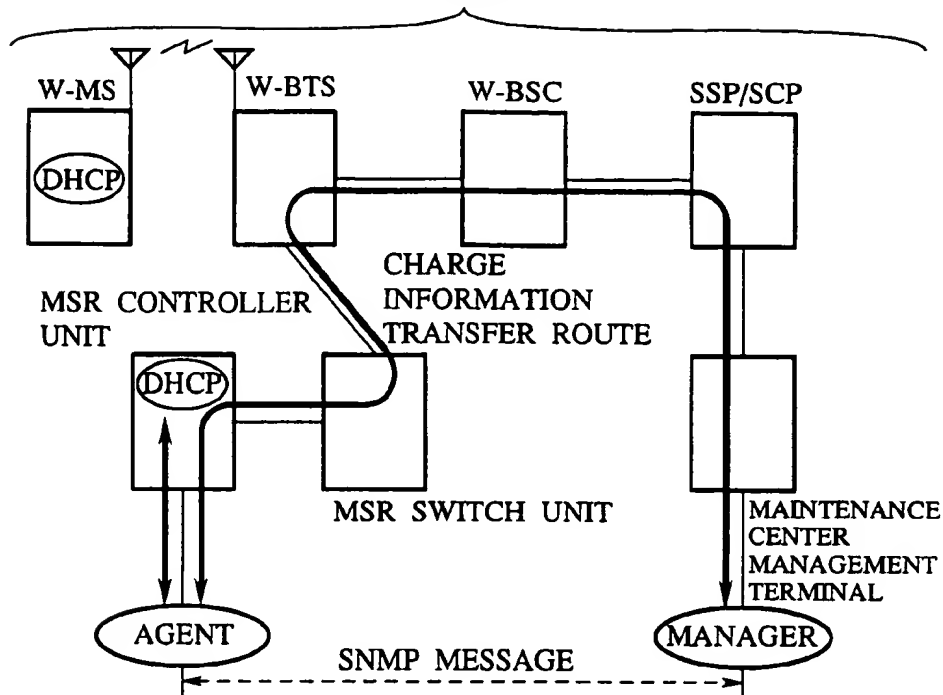 W-MS
W-BTS
W-BSC
SSP/SCP
DHCP
CHARGE
INFORMATION
TRANSFER ROUTE
MSR CONTROLLER
UNIT
DHCP
MSR SWITCH UNIT
MAINTENANCE
CENTER
MANAGEMENT
TERMINAL
AGENT
MANAGER
SNMP MESSAGE